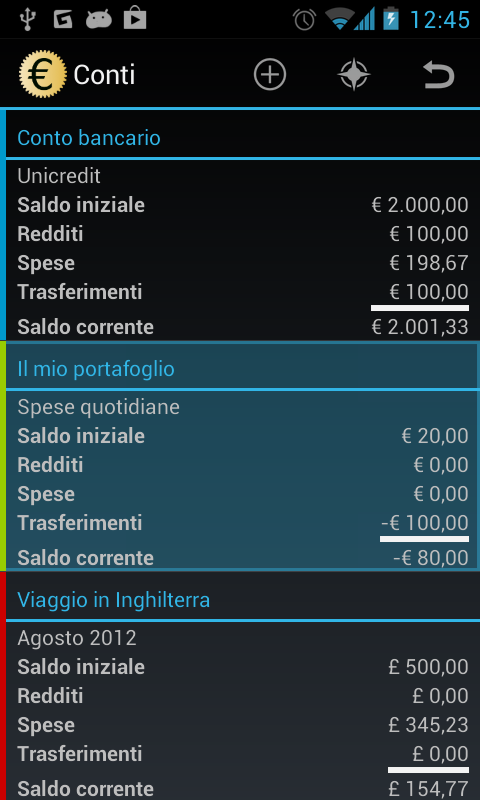 12:45
€ Conti
Conto bancario
Unicredit
Saldo iniziale € 2.000,00
Redditi € 100,00
Spese € 198,67
Trasferimenti € 100,00
Saldo corrente € 2.001,33
Il mio portafoglio
Spese quotidiane
Saldo iniziale € 20,00
Redditi € 0,00
Spese € 0,00
Trasferimenti -€ 100,00
Saldo corrente -€ 80,00
Viaggio in Inghilterra
Agosto 2012
Saldo iniziale £ 500,00
Redditi £ 0,00
Spese £ 345,23
Trasferimenti £ 0,00
Saldo corrente £ 154,77